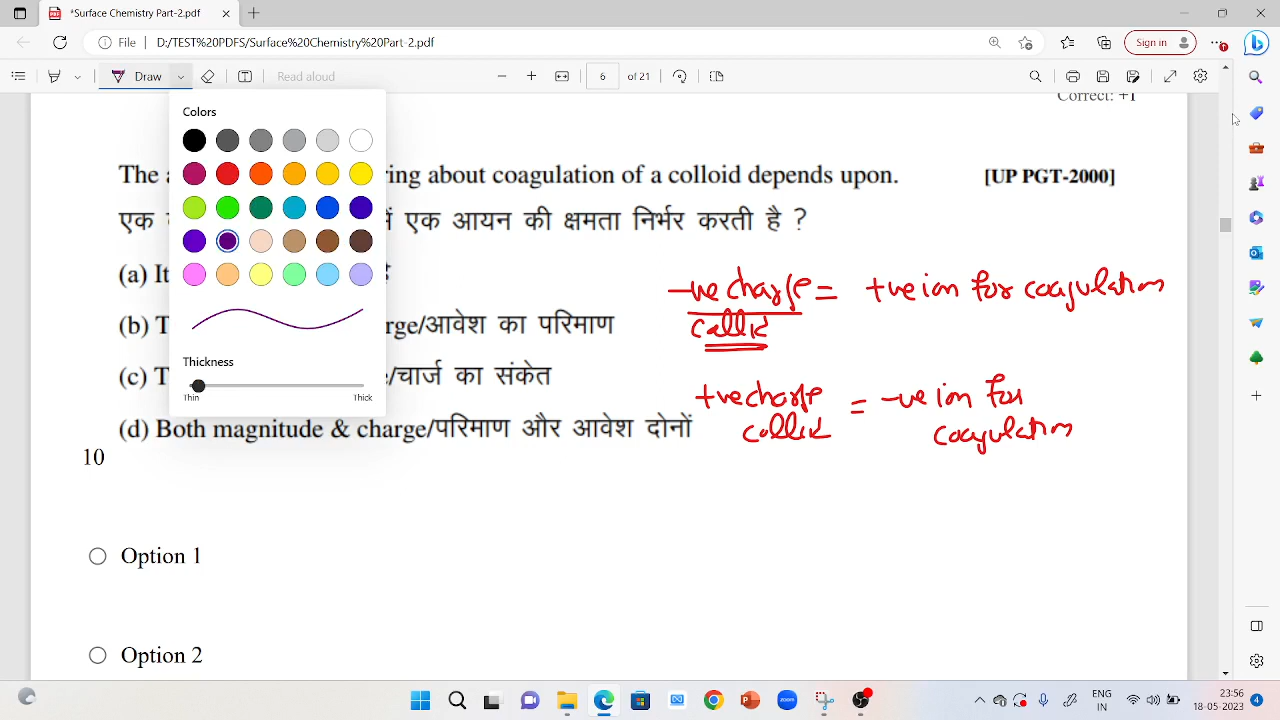 *Surface Chemistry Part-2.pdf
File D:/TEST%20PDFS/Surface%20Chemistry%20Part-2.pdf
Sign in
Draw
Read aloud
6 of 21
Correct: +1
Colors
Thickness
Thin Thick
The a ring about coagulation of a colloid depends upon. [UP PGT-2000]
एक में एक आयन की क्षमता निर्भर करती है ?
(a) It है
(b) T rge/आवेश का परिमाण
(c) T e/चार्ज का संकेत
(d) Both magnitude & charge/परिमाण और आवेश दोनों
-ve charge = +ve ion for coagulation
collid
+ve charge = -ve ion for
collid coagulation
10
Option 1
Option 2
ENG
IN
23:56
18-05-2023
4